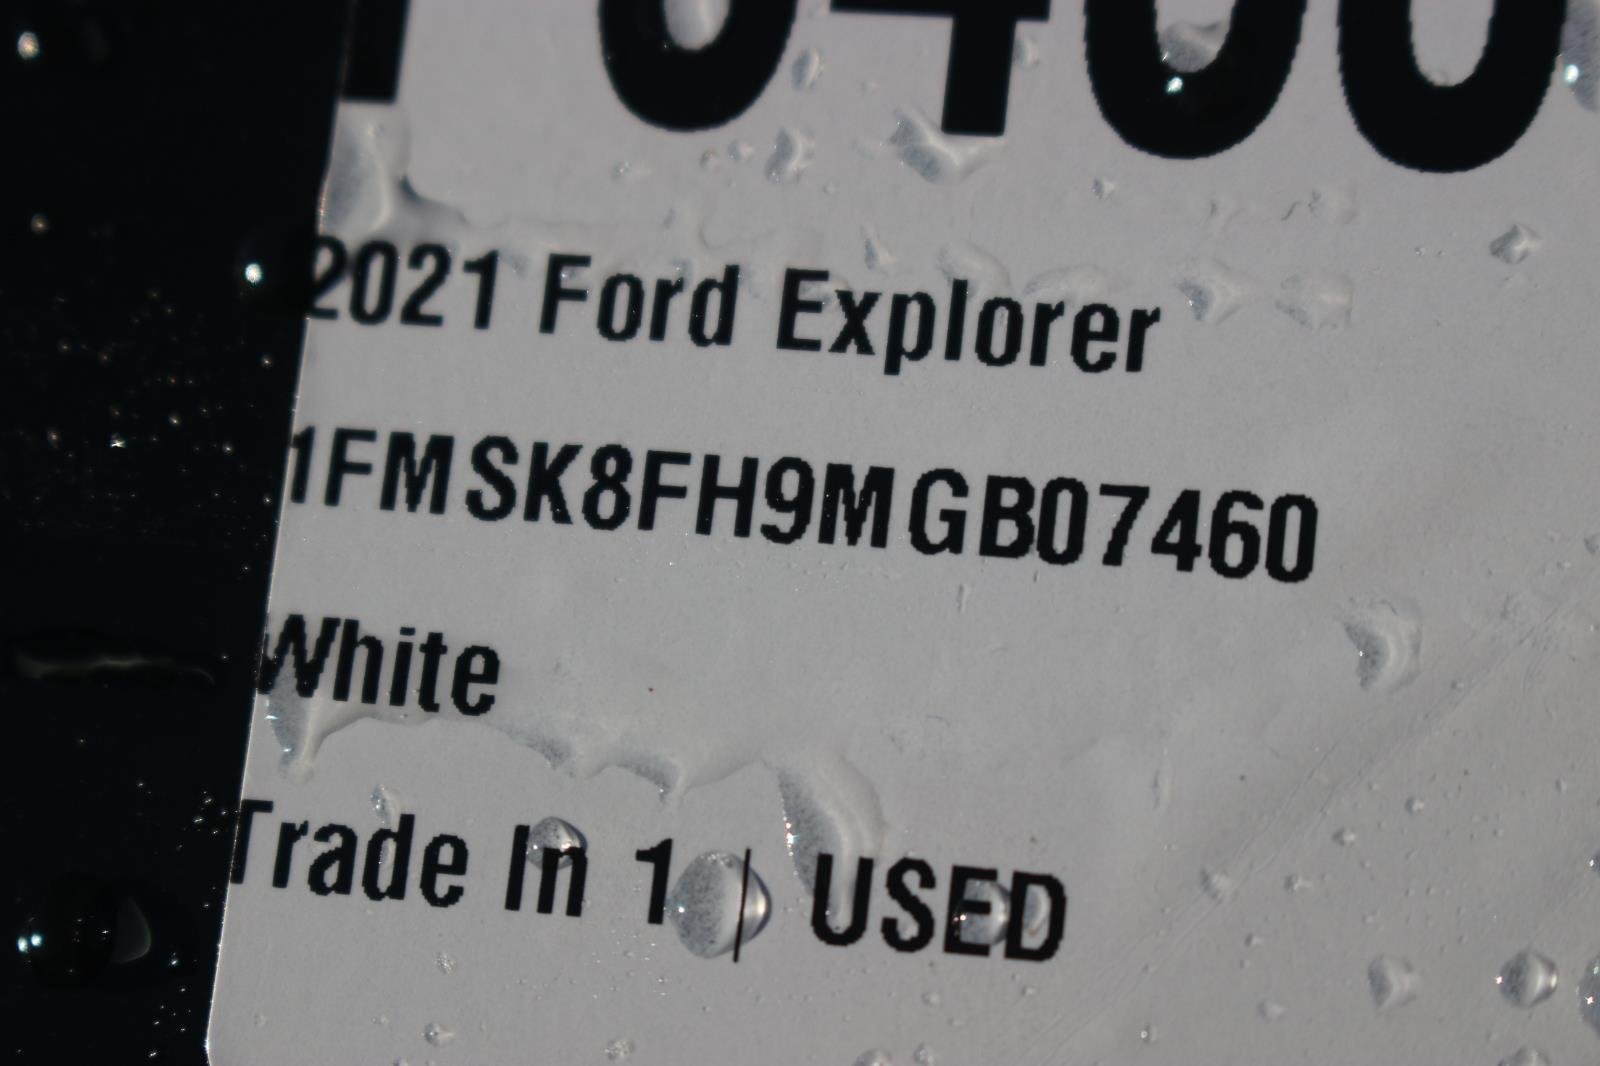 2021 Ford Explorer
1FMSK8FH9MGB07460
White
Trade In 1 | USED